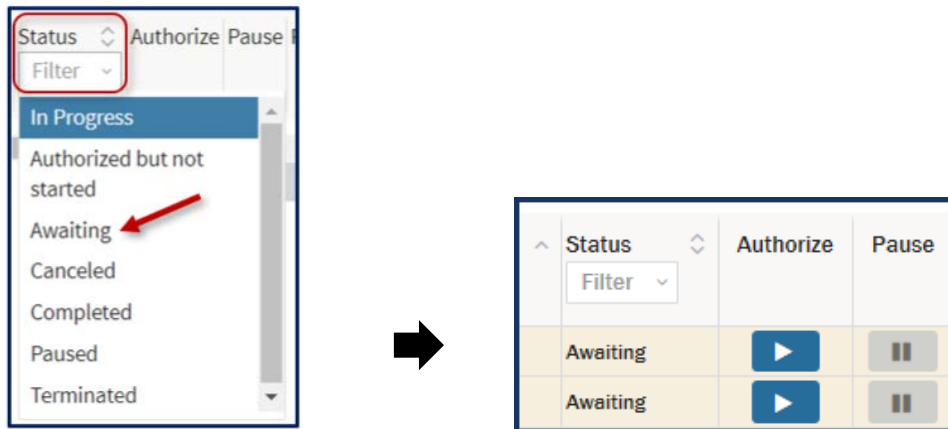 Status Authorize Pause
Filter
In Progress
Authorized but not
started
Awaiting
Canceled
Completed
Paused
Terminated
Status Authorize Pause
Filter
Awaiting
Awaiting